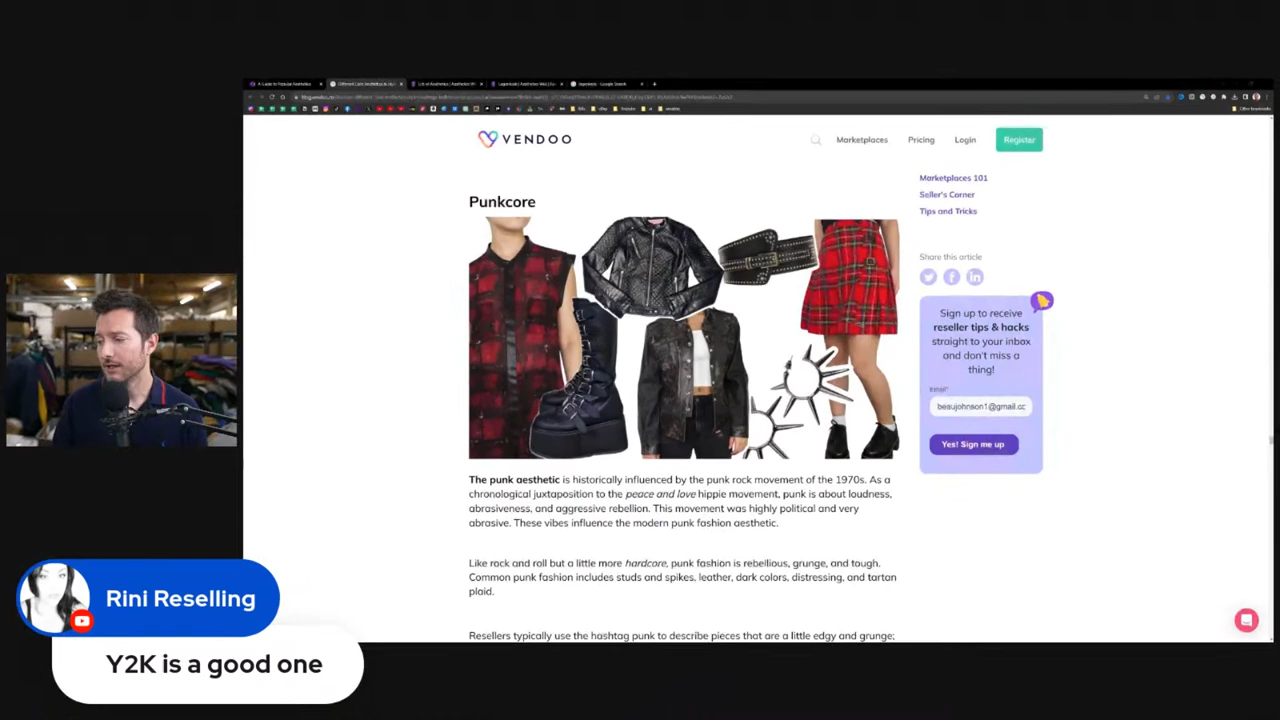 VENDOO
Marketplaces
Pricing
Login
Register
Marketplaces 101
Seller's Corner
Tips and Tricks
Punkcore
Share this article
Sign up to receive
reseller tips & hacks
straight to your inbox
and don't miss a
thing!
Email*
beaujohnson1@gmail.cc
Yes! Sign me up
The punk aesthetic is historically influenced by the punk rock movement of the 1970s. As a
chronological juxtaposition to the peace and love hippie movement, punk is about loudness,
abrasiveness, and aggressive rebellion. This movement was highly political and very
abrasive. These vibes influence the modern punk fashion aesthetic.
Like rock and roll but a little more hardcore, punk fashion is rebellious, grunge, and tough.
Common punk fashion includes studs and spikes, leather, dark colors, distressing, and tartan
plaid.
Resellers typically use the hashtag punk to describe pieces that are a little edgy and grunge;
Rini Reselling
Y2K is a good one